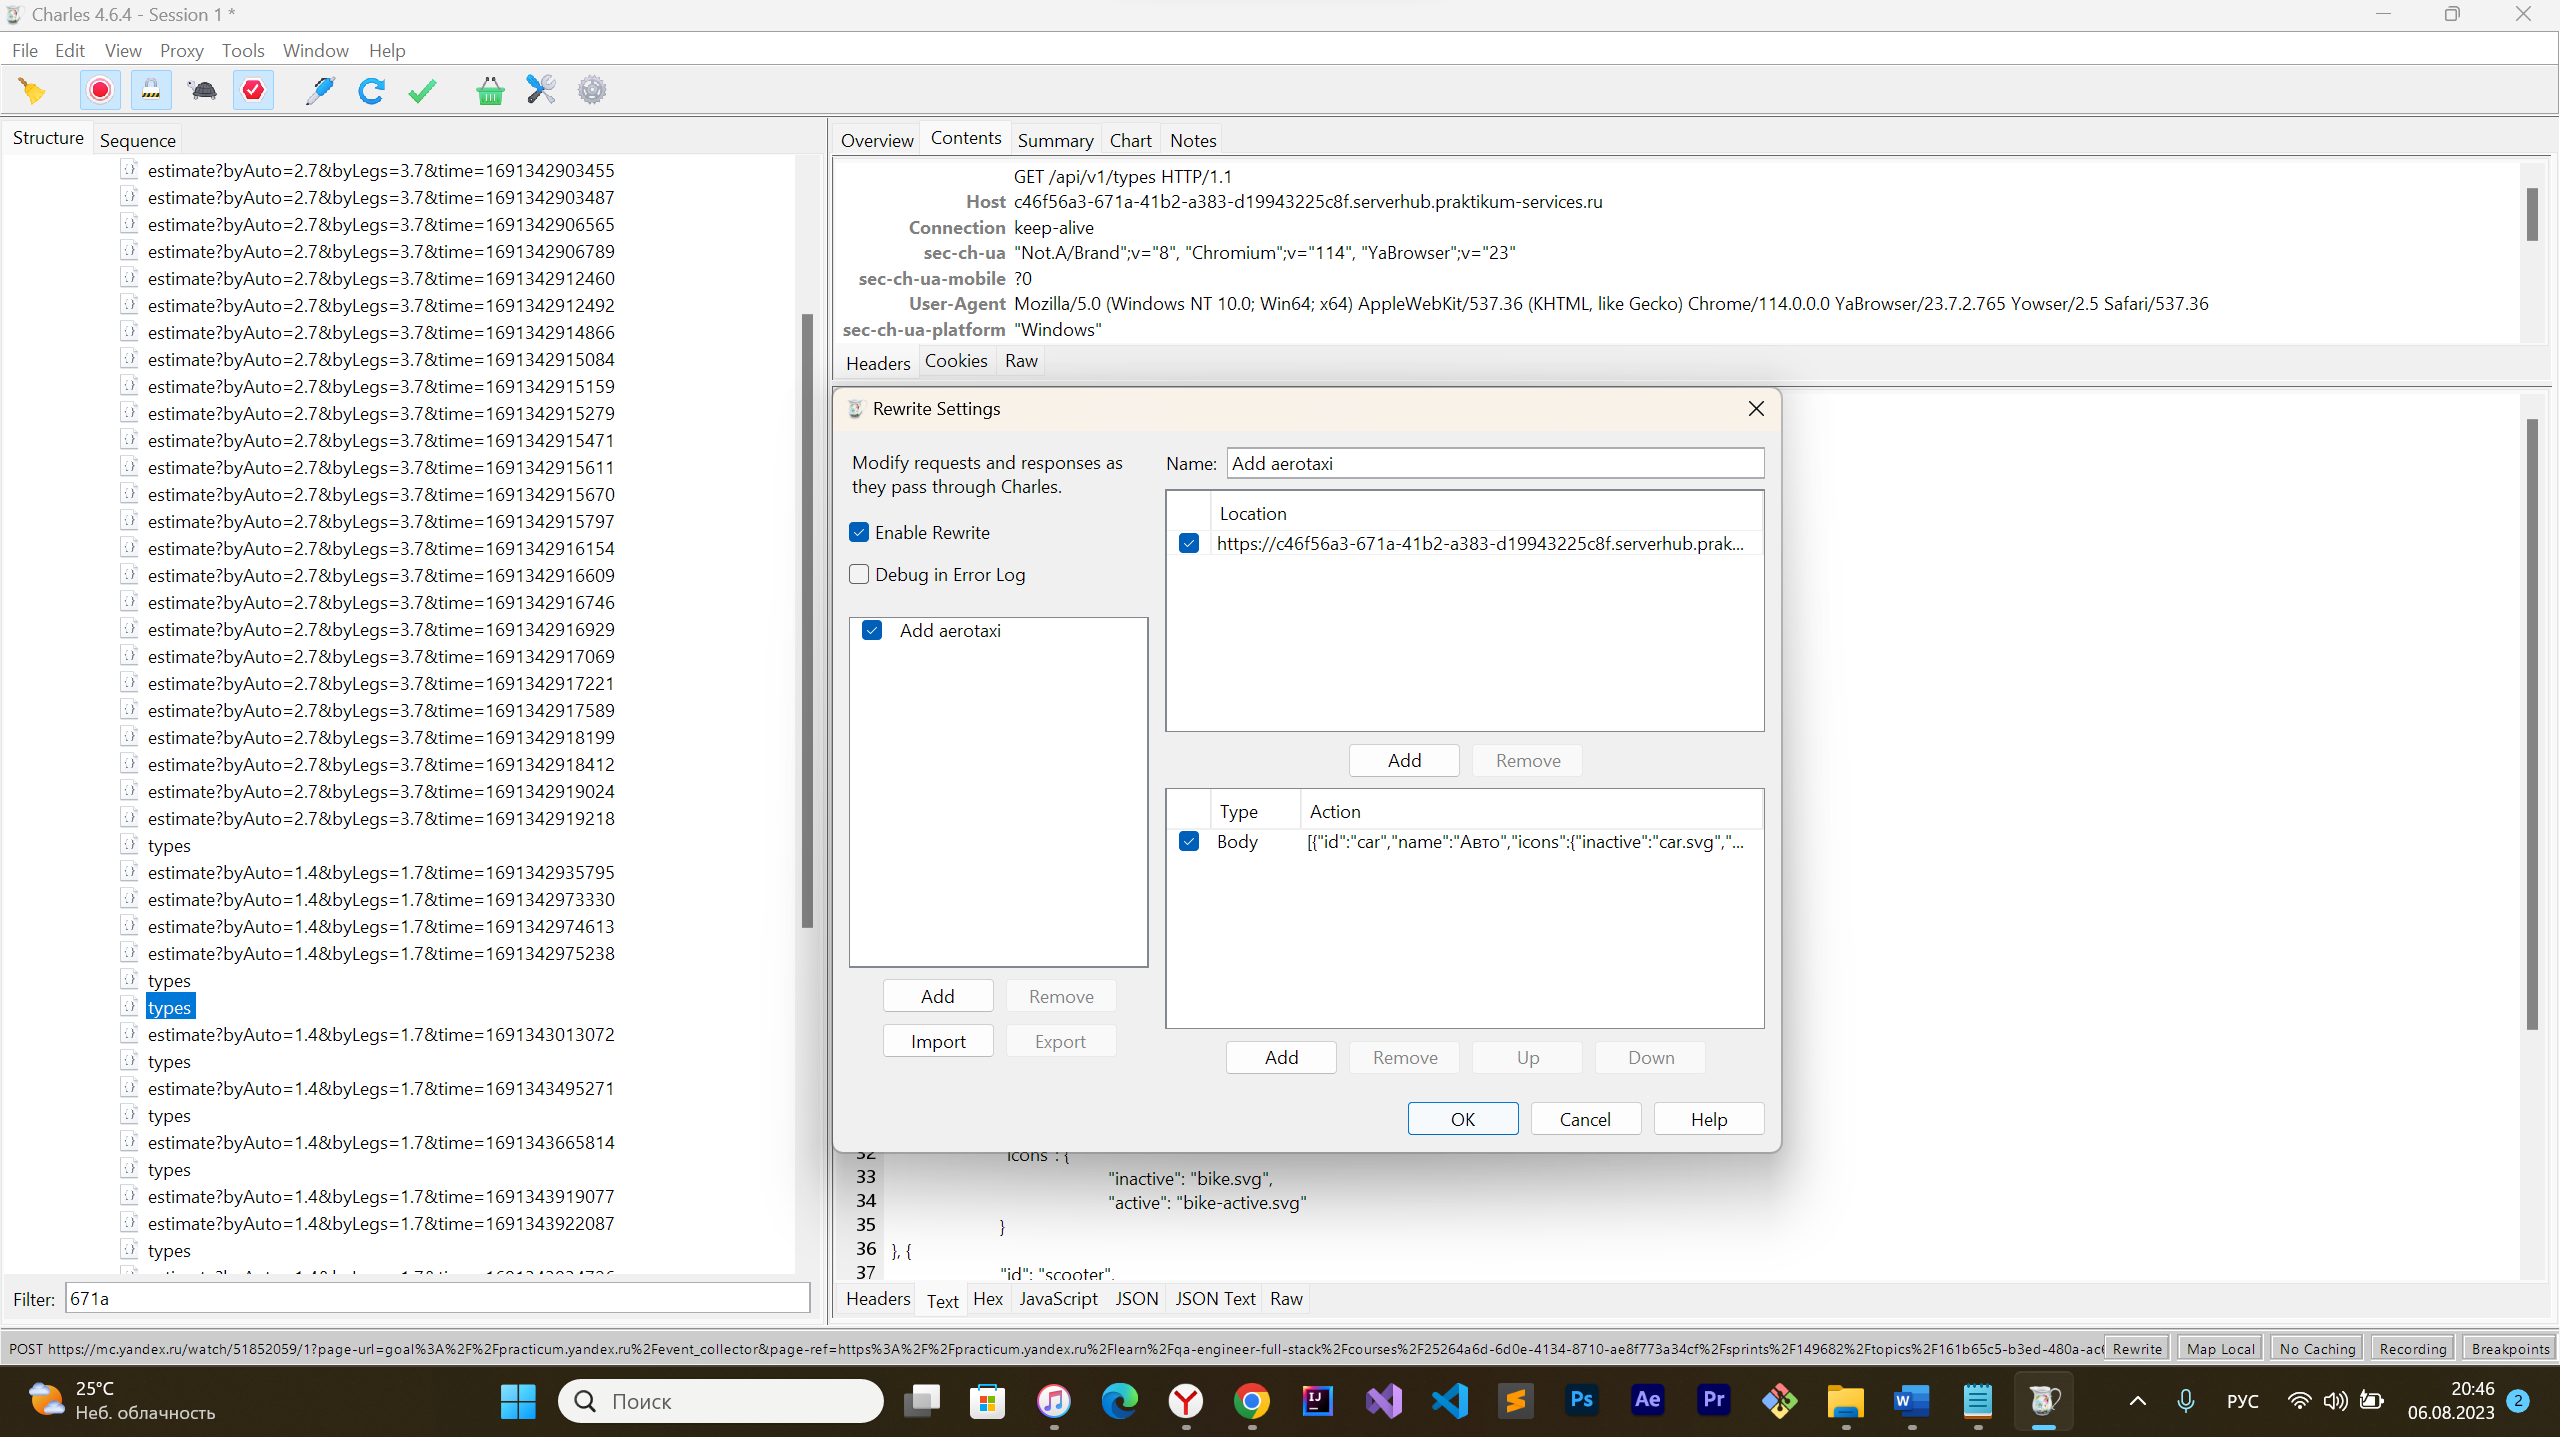 Charles 4.6.4 - Session 1 *
File Edit View Proxy Tools Window Help
Structure Sequence
estimate?byAuto=2.7&byLegs=3.7&time=1691342903455
estimate?byAuto=2.7&byLegs=3.7&time=1691342903487
estimate?byAuto=2.7&byLegs=3.7&time=1691342906565
estimate?byAuto=2.7&byLegs=3.7&time=1691342906789
estimate?byAuto=2.7&byLegs=3.7&time=1691342912460
estimate?byAuto=2.7&byLegs=3.7&time=1691342912492
estimate?byAuto=2.7&byLegs=3.7&time=1691342914866
estimate?byAuto=2.7&byLegs=3.7&time=1691342915084
estimate?byAuto=2.7&byLegs=3.7&time=1691342915159
estimate?byAuto=2.7&byLegs=3.7&time=1691342915279
estimate?byAuto=2.7&byLegs=3.7&time=1691342915471
estimate?byAuto=2.7&byLegs=3.7&time=1691342915611
estimate?byAuto=2.7&byLegs=3.7&time=1691342915670
estimate?byAuto=2.7&byLegs=3.7&time=1691342915797
estimate?byAuto=2.7&byLegs=3.7&time=1691342916154
estimate?byAuto=2.7&byLegs=3.7&time=1691342916609
estimate?byAuto=2.7&byLegs=3.7&time=1691342916746
estimate?byAuto=2.7&byLegs=3.7&time=1691342916929
estimate?byAuto=2.7&byLegs=3.7&time=1691342917069
estimate?byAuto=2.7&byLegs=3.7&time=1691342917221
estimate?byAuto=2.7&byLegs=3.7&time=1691342917589
estimate?byAuto=2.7&byLegs=3.7&time=1691342918199
estimate?byAuto=2.7&byLegs=3.7&time=1691342918412
estimate?byAuto=2.7&byLegs=3.7&time=1691342919024
estimate?byAuto=2.7&byLegs=3.7&time=1691342919218
types
estimate?byAuto=1.4&byLegs=1.7&time=1691342935795
estimate?byAuto=1.4&byLegs=1.7&time=1691342973330
estimate?byAuto=1.4&byLegs=1.7&time=1691342974613
estimate?byAuto=1.4&byLegs=1.7&time=1691342975238
types
types
estimate?byAuto=1.4&byLegs=1.7&time=1691343013072
types
estimate?byAuto=1.4&byLegs=1.7&time=1691343495271
types
estimate?byAuto=1.4&byLegs=1.7&time=1691343665814
types
estimate?byAuto=1.4&byLegs=1.7&time=1691343919077
estimate?byAuto=1.4&byLegs=1.7&time=1691343922087
types
Filter: 671a
Overview Contents Summary Chart Notes
GET /api/v1/types HTTP/1.1
Host c46f56a3-671a-41b2-a383-d19943225c8f.serverhub.praktikum-services.ru
Connection keep-alive
sec-ch-ua "Not.A/Brand";v="8", "Chromium";v="114", "YaBrowser";v="23"
sec-ch-ua-mobile ?0
User-Agent Mozilla/5.0 (Windows NT 10.0; Win64; x64) AppleWebKit/537.36 (KHTML, like Gecko) Chrome/114.0.0.0 YaBrowser/23.7.2.765 Yowser/2.5 Safari/537.36
sec-ch-ua-platform "Windows"
Headers Cookies Raw
Rewrite Settings
Modify requests and responses as
they pass through Charles.
Enable Rewrite
Debug in Error Log
Add aerotaxi
Add Remove
Import Export
Name: Add aerotaxi
Location
https://c46f56a3-671a-41b2-a383-d19943225c8f.serverhub.prak...
Add Remove
Type Action
Body [{"id":"car","name":"Авто","icons":{"inactive":"car.svg","...
Add Remove Up Down
OK Cancel Help
32 "icons": {
33 "inactive": "bike.svg",
34 "active": "bike-active.svg"
35 }
36 }, {
37 "id": "scooter",
Headers Text Hex JavaScript JSON JSON Text Raw
POST https://mc.yandex.ru/watch/51852059/1?page-url=goal%3A%2F%2Fpracticum.yandex.ru%2Fevent_collector&page-ref=https%3A%2F%2Fpracticum.yandex.ru%2Flearn%2Fqa-engineer-full-stack%2Fcourses%2F25264a6d-6d0e-4134-8710-ae8f773a34cf%2Fsprints%2F149682%2Ftopics%2F161b65c5-b3ed-480a-ac6 Rewrite Map Local No Caching Recording Breakpoints
25°C
Неб. облачность
Поиск
Ps Ae Pr
РУС
20:46
06.08.2023
2